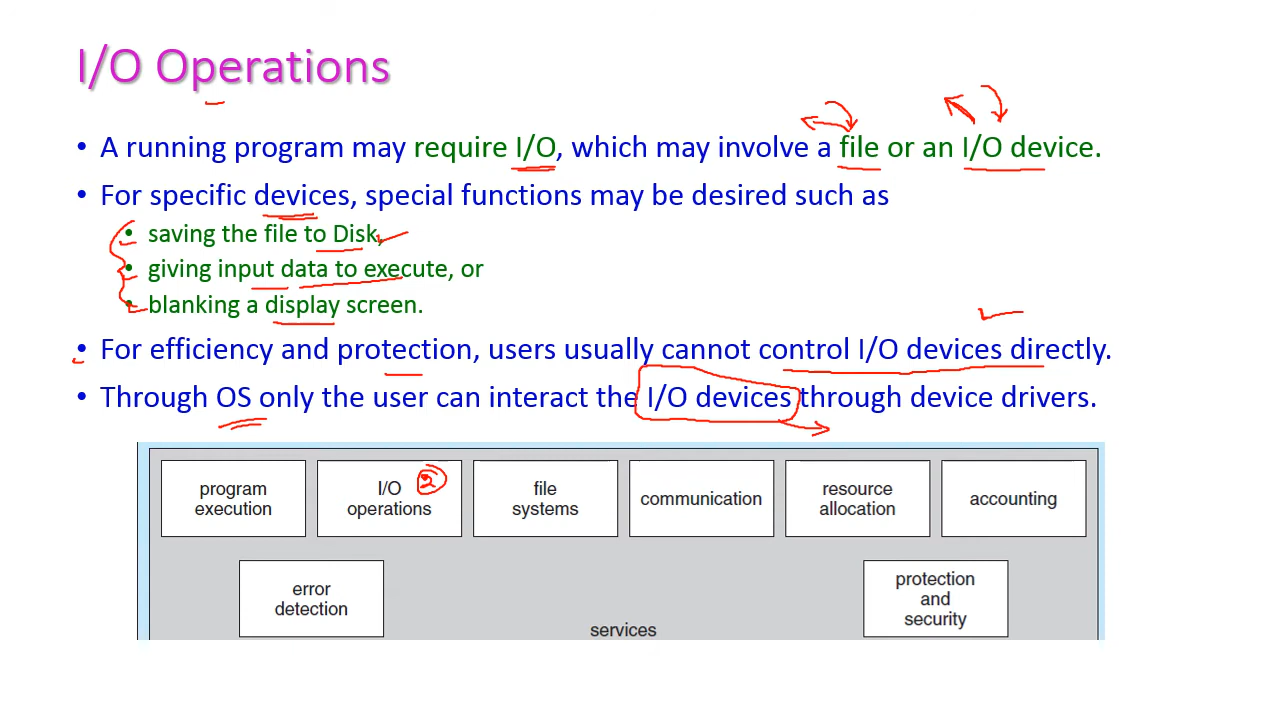 I/O Operations
• A running program may require I/O, which may involve a file or an I/O device.
• For specific devices, special functions may be desired such as
• saving the file to Disk,
• giving input data to execute, or
• blanking a display screen.
• For efficiency and protection, users usually cannot control I/O devices directly.
• Through OS only the user can interact the I/O devices through device drivers.
program execution
I/O operations
2
file systems
communication
resource allocation
accounting
error detection
protection and security
services